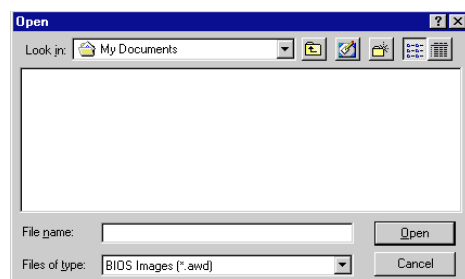 Open
Look in: My Documents
File name:
Open
Files of type: BIOS Images (*.awd)
Cancel